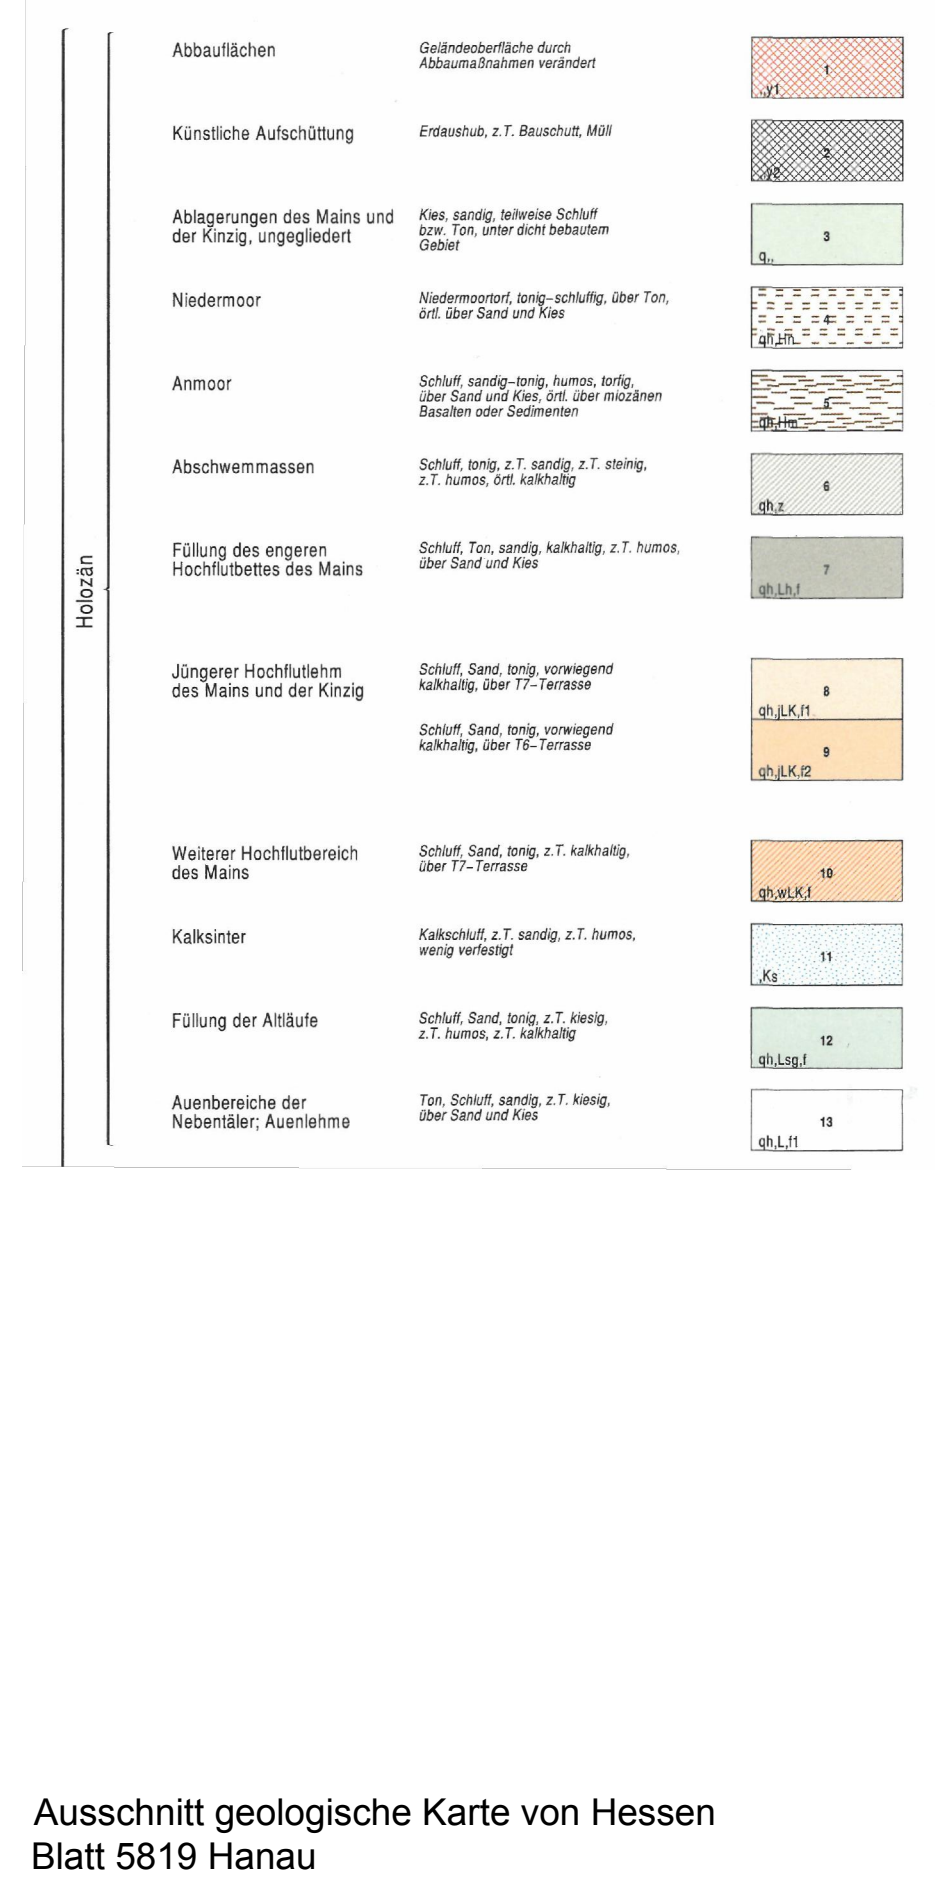 Holozän
Abbauflächen
Geländeoberfläche durch
Abbaumaßnahmen verändert
1
,,y1
Künstliche Aufschüttung
Erdaushub, z.T. Bauschutt, Müll
2
,,y2
Ablagerungen des Mains und
der Kinzig, ungegliedert
Kies, sandig, teilweise Schluff
bzw. Ton, unter dicht bebautem
Gebiet
3
q,,
Niedermoor
Niedermoortorf, tonig–schluffig, über Ton,
örtl. über Sand und Kies
4
qh,Hn
Anmoor
Schluff, sandig–tonig, humos, torfig,
über Sand und Kies, örtl. über miozänen
Basalten oder Sedimenten
5
qh,Hm
Abschwemmassen
Schluff, tonig, z.T. sandig, z.T. steinig,
z.T. humos, örtl. kalkhaltig
6
qh,z
Füllung des engeren
Hochflutbettes des Mains
Schluff, Ton, sandig, kalkhaltig, z.T. humos,
über Sand und Kies
7
qh,Lh,f
Jüngerer Hochflutlehm
des Mains und der Kinzig
Schluff, Sand, tonig, vorwiegend
kalkhaltig, über T7–Terrasse
8
qh,jLK,f1
Schluff, Sand, tonig, vorwiegend
kalkhaltig, über T6–Terrasse
9
qh,jLK,f2
Weiterer Hochflutbereich
des Mains
Schluff, Sand, tonig, z.T. kalkhaltig,
über T7–Terrasse
10
qh,wLK,f
Kalksinter
Kalkschluff, z.T. sandig, z.T. humos,
wenig verfestigt
11
,Ks
Füllung der Altläufe
Schluff, Sand, tonig, z.T. kiesig,
z.T. humos, z.T. kalkhaltig
12
qh,Lsg,f
Auenbereiche der
Nebentäler; Auenlehme
Ton, Schluff, sandig, z.T. kiesig,
über Sand und Kies
13
qh,L,f1
Ausschnitt geologische Karte von Hessen
Blatt 5819 Hanau